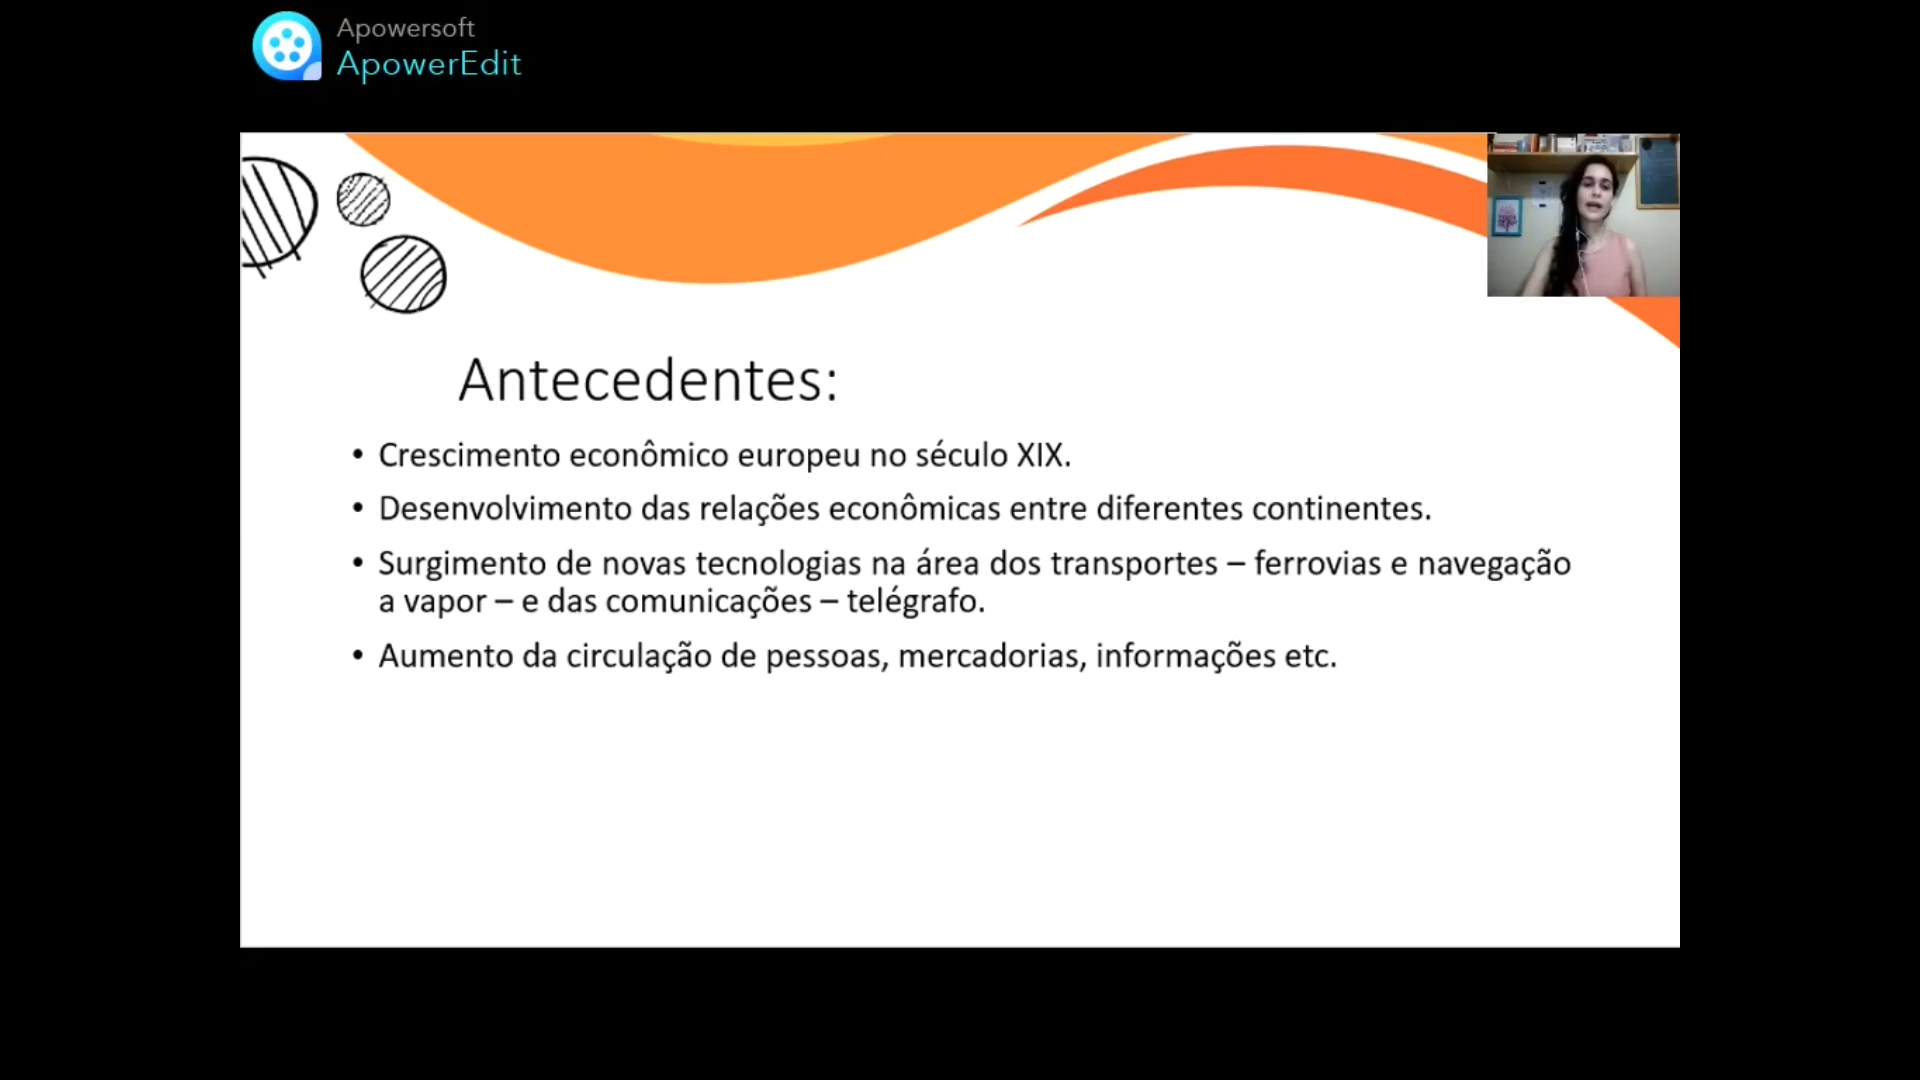 Apowersoft
ApowerEdit
Antecedentes:
• Crescimento econômico europeu no século XIX.
• Desenvolvimento das relações econômicas entre diferentes continentes.
• Surgimento de novas tecnologias na área dos transportes – ferrovias e navegação
a vapor – e das comunicações – telégrafo.
• Aumento da circulação de pessoas, mercadorias, informações etc.